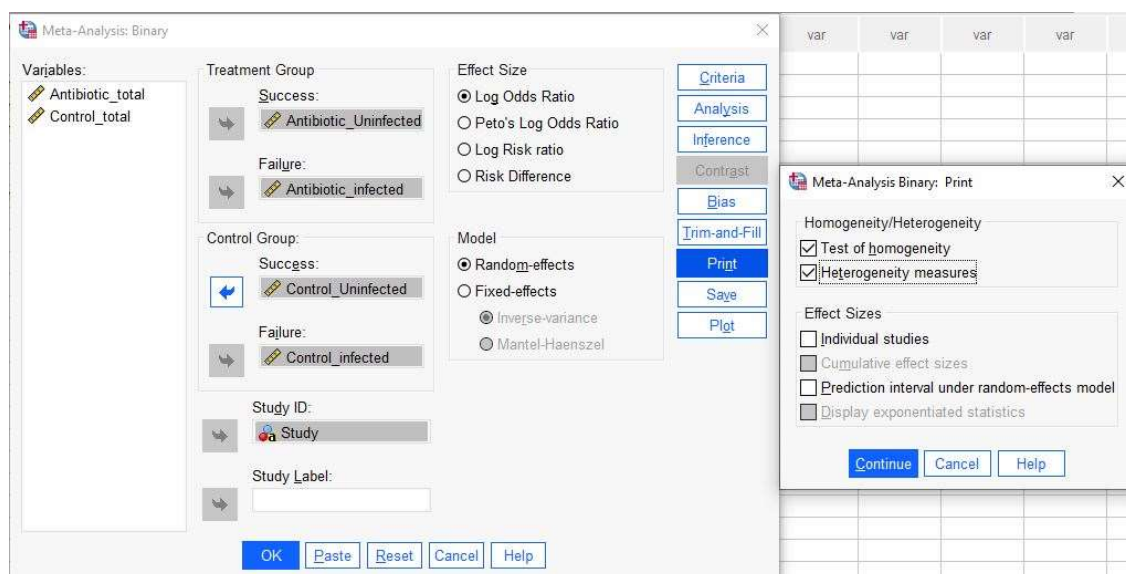 Meta-Analysis: Binary
Variables:
Antibiotic_total
Control_total
Treatment Group
Success:
Antibiotic_Uninfected
Failure:
Antibiotic_infected
Control Group:
Success:
Control_Uninfected
Failure:
Control_infected
Study ID:
Study
Study Label:
Effect Size
Log Odds Ratio
Peto's Log Odds Ratio
Log Risk ratio
Risk Difference
Model
Random-effects
Fixed-effects
Inverse-variance
Mantel-Haenszel
Criteria
Analysis
Inference
Contrast
Bias
Trim-and-Fill
Print
Save
Plot
OK Paste Reset Cancel Help
var var var var
Meta-Analysis Binary: Print
Homogeneity/Heterogeneity
Test of homogeneity
Heterogeneity measures
Effect Sizes
Individual studies
Cumulative effect sizes
Prediction interval under random-effects model
Display exponentiated statistics
Continue Cancel Help